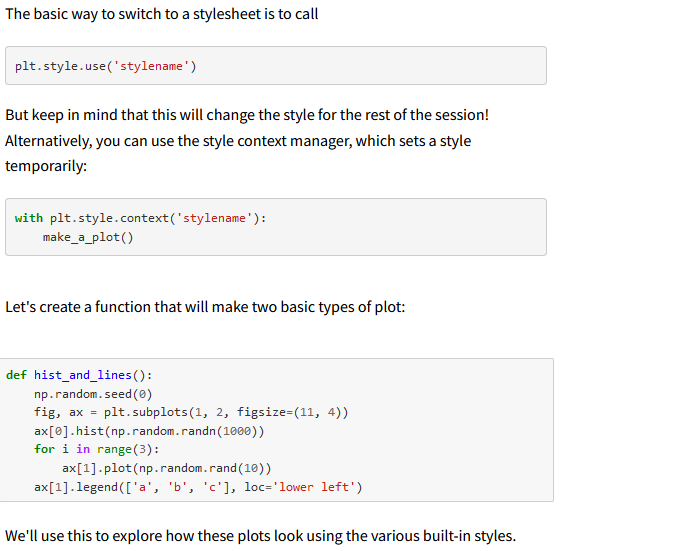 The basic way to switch to a stylesheet is to call
plt.style.use('stylename')
But keep in mind that this will change the style for the rest of the session!
Alternatively, you can use the style context manager, which sets a style
temporarily:
with plt.style.context('stylename'):
    make_a_plot()
Let's create a function that will make two basic types of plot:
def hist_and_lines():
    np.random.seed(0)
    fig, ax = plt.subplots(1, 2, figsize=(11, 4))
    ax[0].hist(np.random.randn(1000))
    for i in range(3):
        ax[1].plot(np.random.rand(10))
    ax[1].legend(['a', 'b', 'c'], loc='lower left')
We'll use this to explore how these plots look using the various built-in styles.